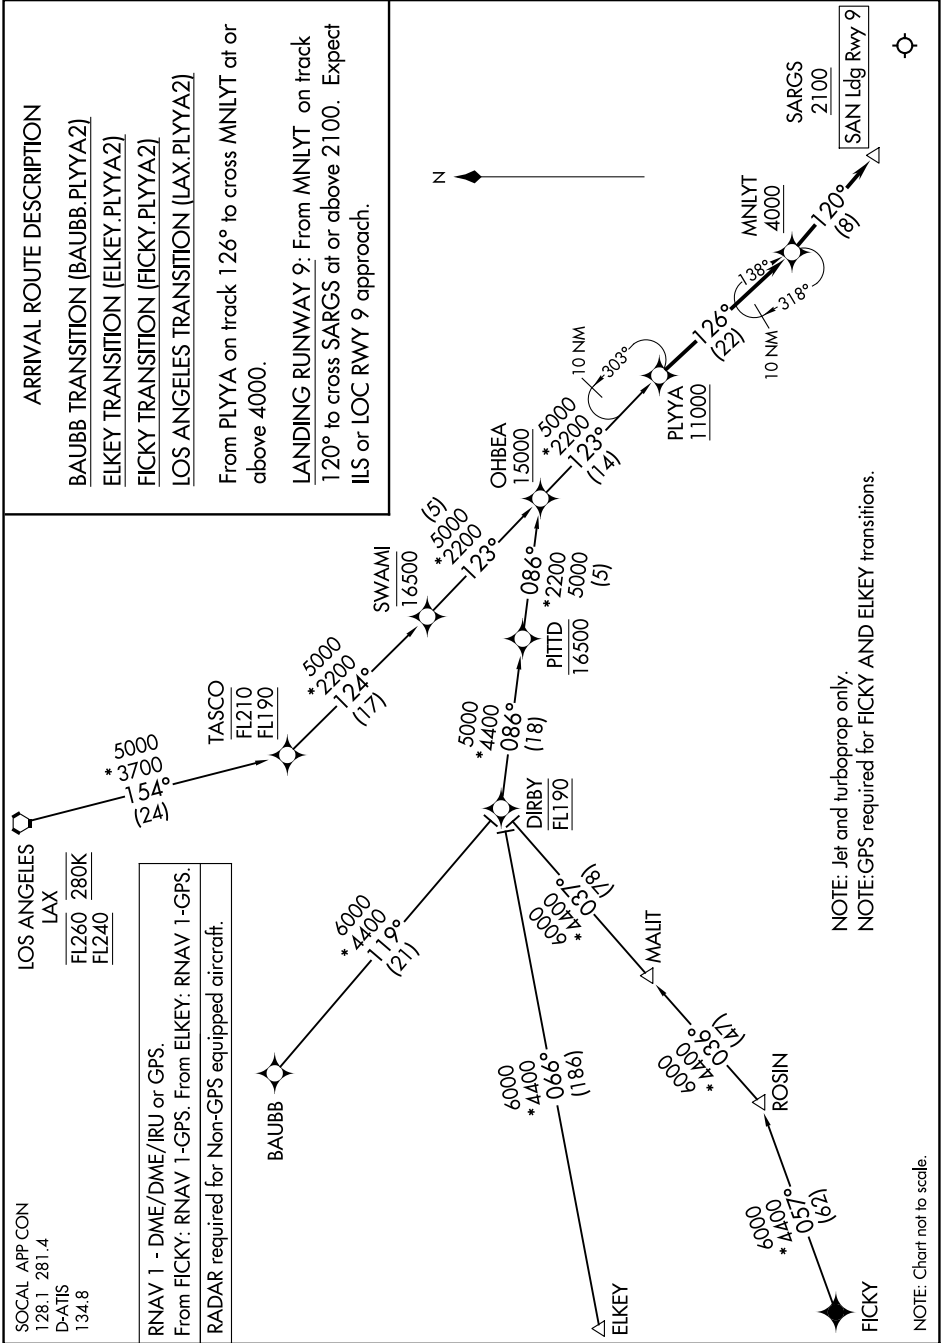 SOCAL APP CON
128.1 281.4
D-ATIS
134.8
RNAV 1 - DME/DME/IRU or GPS.
From FICKY: RNAV 1-GPS. From ELKEY: RNAV 1-GPS.
RADAR required for Non-GPS equipped aircraft.
LOS ANGELES
LAX
FL260 280K
FL240
5000
*3700
154°
(24)
TASCO
FL210
FL190
5000
*2200
124°
(17)
SWAMI
16500
(5)
5000
*2200
123°
OHBEA
15000
5000
*2200
123°
(14)
10 NM
303°
PLYYA
11000
126°
(22)
10 NM
138°
318°
MNLYT
4000
120°
(8)
SARGS
2100
SAN Ldg Rwy 9
N
ARRIVAL ROUTE DESCRIPTION
BAUBB TRANSITION (BAUBB.PLYYA2)
ELKEY TRANSITION (ELKEY.PLYYA2)
FICKY TRANSITION (FICKY.PLYYA2)
LOS ANGELES TRANSITION (LAX.PLYYA2)
From PLYYA on track 126° to cross MNLYT at or
above 4000.
LANDING RUNWAY 9: From MNLYT on track
120° to cross SARGS at or above 2100. Expect
ILS or LOC RWY 9 approach.
BAUBB
6000
*4400
119°
(21)
DIRBY
FL190
5000
*4400
086°
(18)
PITTD
16500
086°
*2200
5000
(5)
ELKEY
6000
*4400
066°
(186)
FICKY
6000
*4400
057°
(62)
ROSIN
6000
*4400
036°
(47)
MALIT
6000
*4400
037°
(78)
NOTE: Jet and turboprop only.
NOTE:GPS required for FICKY AND ELKEY transitions.
NOTE: Chart not to scale.